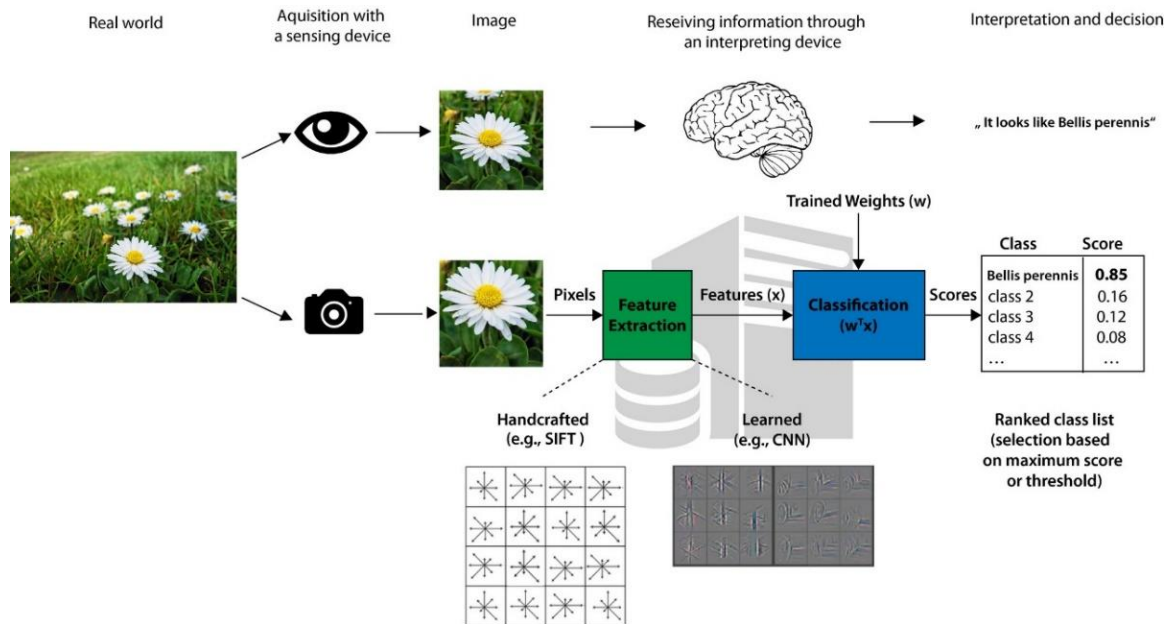 Real world
Aquisition with
a sensing device
Image
Reseiving information through
an interpreting device
Interpretation and decision
„ It looks like Bellis perennis“
Trained Weights (w)
Pixels
Feature
Extraction
Features (x)
Classification
(wᵀx)
Scores
Class Score
Bellis perennis 0.85
class 2 0.16
class 3 0.12
class 4 0.08
... ...
Handcrafted
(e.g., SIFT )
Learned
(e.g., CNN)
Ranked class list
(selection based
on maximum score
or threshold)